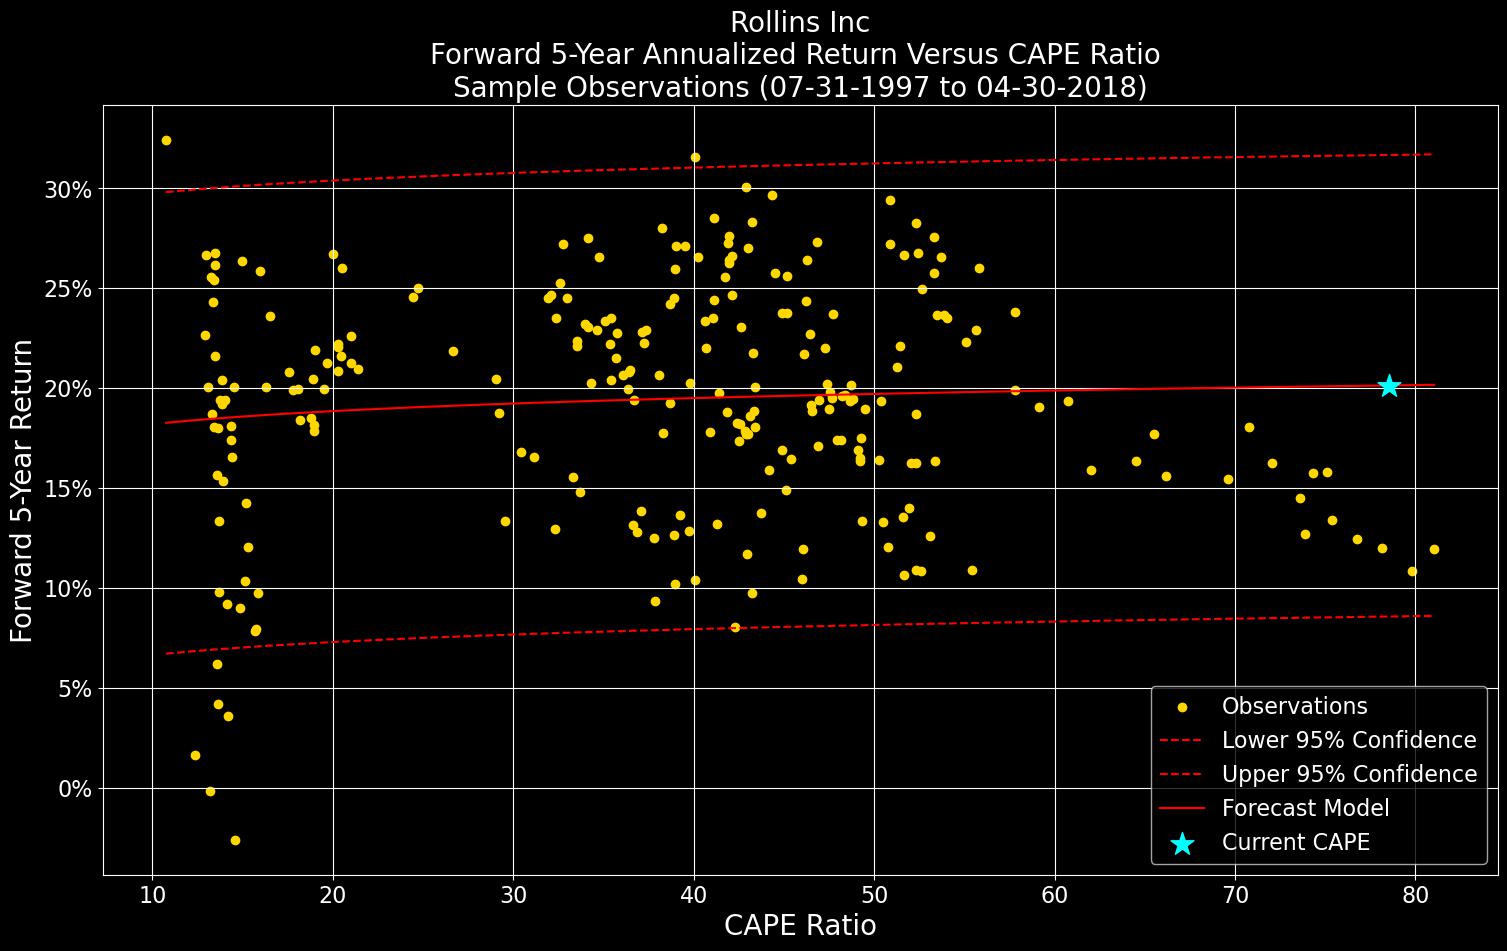 Rollins Inc
Forward 5-Year Annualized Return Versus CAPE Ratio
Sample Observations (07-31-1997 to 04-30-2018)
Forward 5-Year Return
30%
25%
20%
15%
10%
5%
0%
Observations
Lower 95% Confidence
Upper 95% Confidence
Forecast Model
Current CAPE
10 20 30 40 50 60 70 80
CAPE Ratio